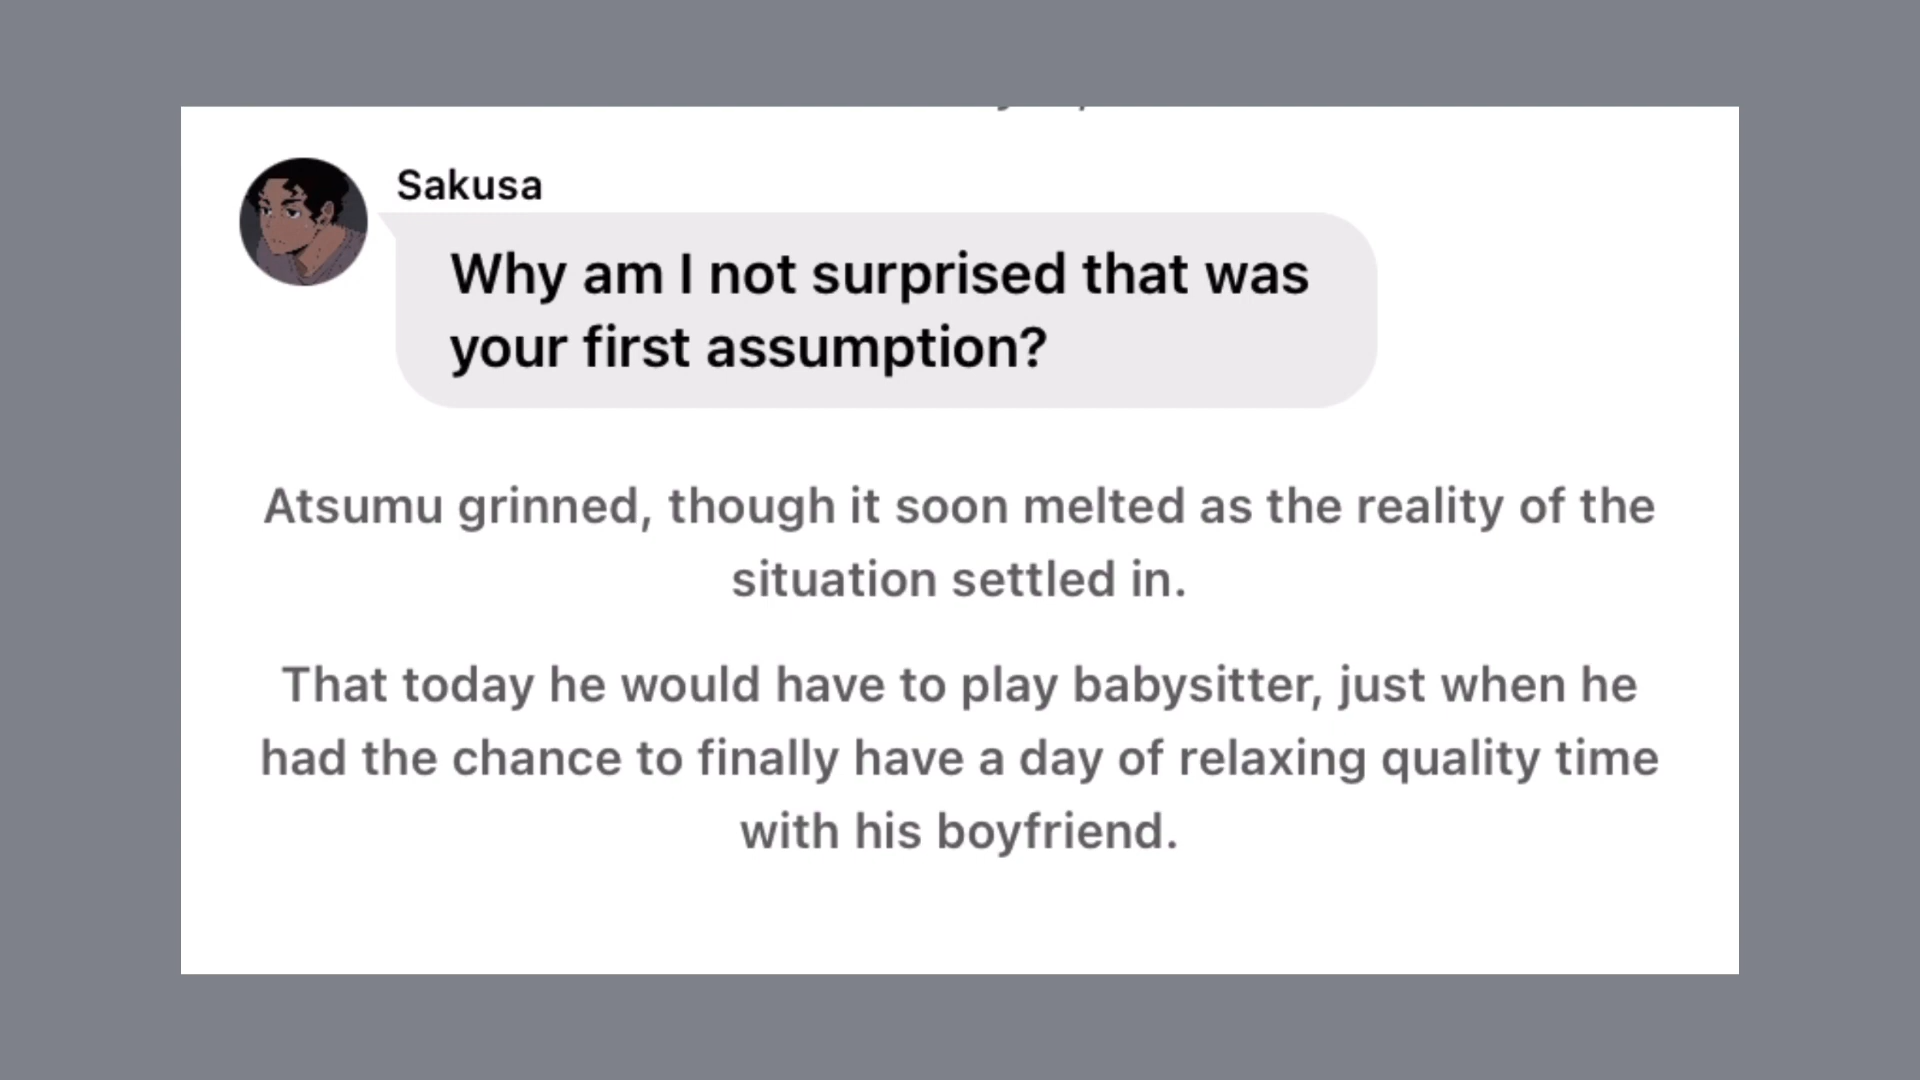 Sakusa
Why am I not surprised that was
your first assumption?
Atsumu grinned, though it soon melted as the reality of the
situation settled in.
That today he would have to play babysitter, just when he
had the chance to finally have a day of relaxing quality time
with his boyfriend.